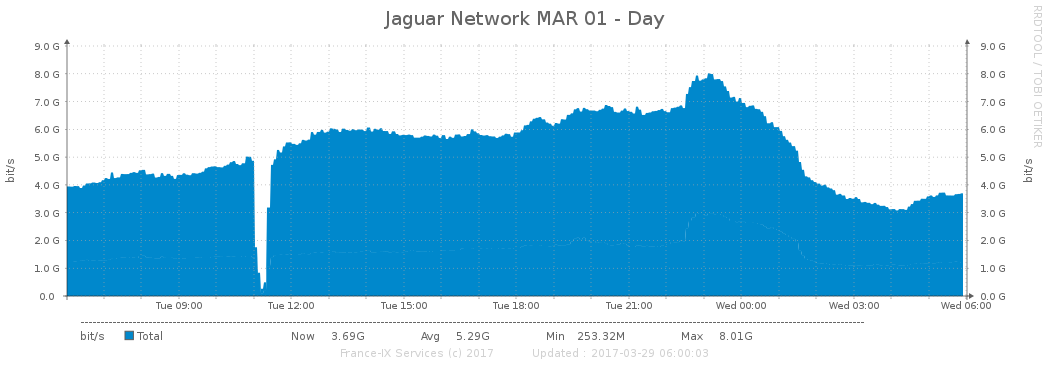 Jaguar Network MAR 01 - Day
RRDTOOL / TOBI OETIKER
9.0 G 9.0 G
8.0 G 8.0 G
7.0 G 7.0 G
6.0 G 6.0 G
5.0 G 5.0 G
4.0 G 4.0 G
3.0 G 3.0 G
2.0 G 2.0 G
1.0 G 1.0 G
0.0 0.0 G
bit/s
bit/s
Tue 09:00 Tue 12:00 Tue 15:00 Tue 18:00 Tue 21:00 Wed 00:00 Wed 03:00 Wed 06:00
bit/s Total Now 3.69G Avg 5.29G Min 253.32M Max 8.01G
France-IX Services (c) 2017 Updated : 2017-03-29 06:00:03